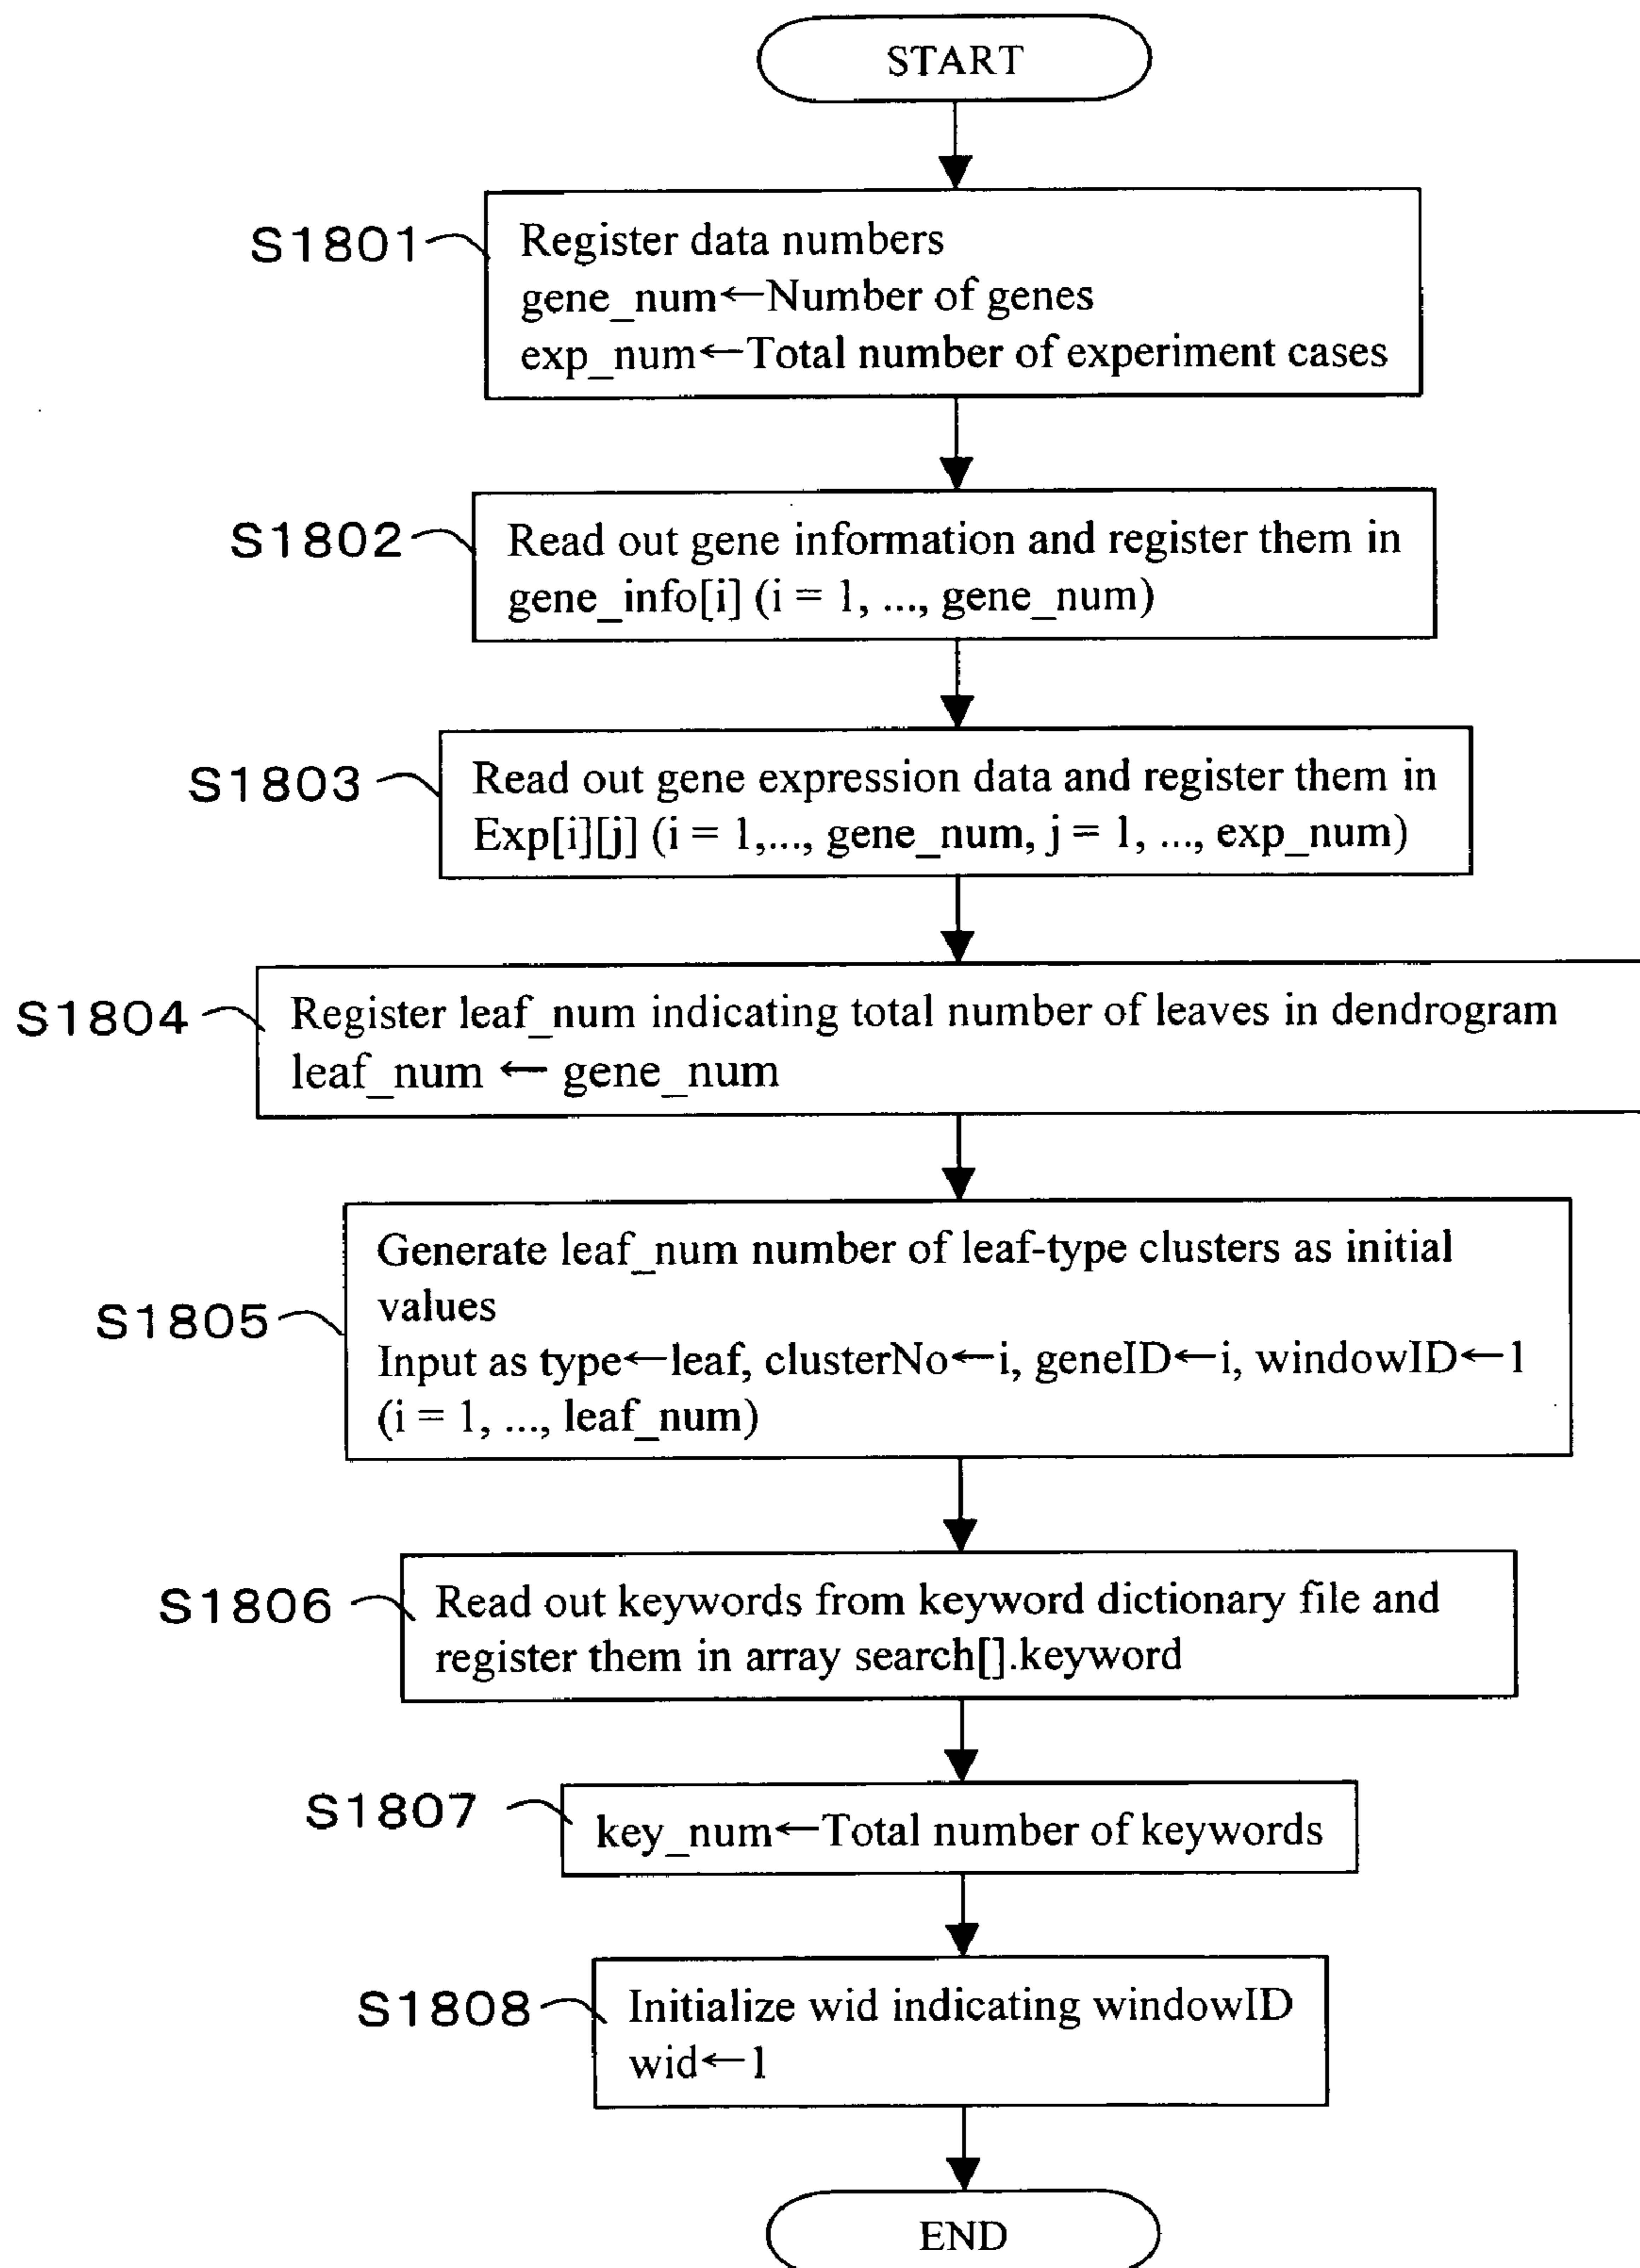 START
S1801
Register data numbers
gene_num←Number of genes
exp_num←Total number of experiment cases
S1802
Read out gene information and register them in
gene_info[i] (i = 1, ..., gene_num)
S1803
Read out gene expression data and register them in
Exp[i][j] (i = 1,..., gene_num, j = 1, ..., exp_num)
S1804
Register leaf_num indicating total number of leaves in dendrogram
leaf_num ← gene_num
S1805
Generate leaf_num number of leaf-type clusters as initial
values
Input as type←leaf, clusterNo←i, geneID←i, windowID←1
(i = 1, ..., leaf_num)
S1806
Read out keywords from keyword dictionary file and
register them in array search[].keyword
S1807
key_num←Total number of keywords
S1808
Initialize wid indicating windowID
wid←1
END